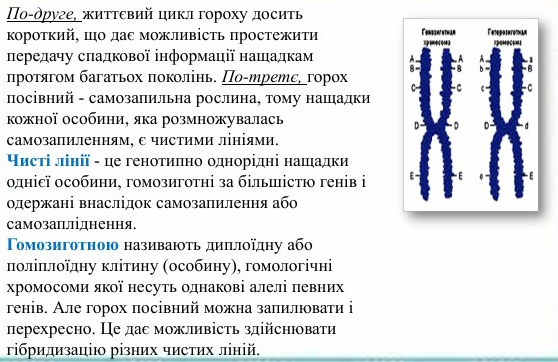 По-друге, життєвий цикл гороху досить
короткий, що дає можливість простежити
передачу спадкової інформації нащадкам
протягом багатьох поколінь. По-третє, горох
посівний - самозапильна рослина, тому нащадки
кожної особини, яка розмножувалась
самозапиленням, є чистими лініями.
Чисті лінії - це генотипно однорідні нащадки
однієї особини, гомозиготні за більшістю генів і
одержані внаслідок самозапилення або
самозапліднення.
Гомозиготною називають диплоїдну або
поліплоїдну клітину (особину), гомологічні
хромосоми якої несуть однакові алелі певних
генів. Але горох посівний можна запилювати і
перехресно. Це дає можливість здійснювати
гібридизацію різних чистих ліній.
Гомозиготна
хромосома
A A
B B
C C
D D
E E
Гетерозиготна
хромосома
A a
b B
C c
D d
e E